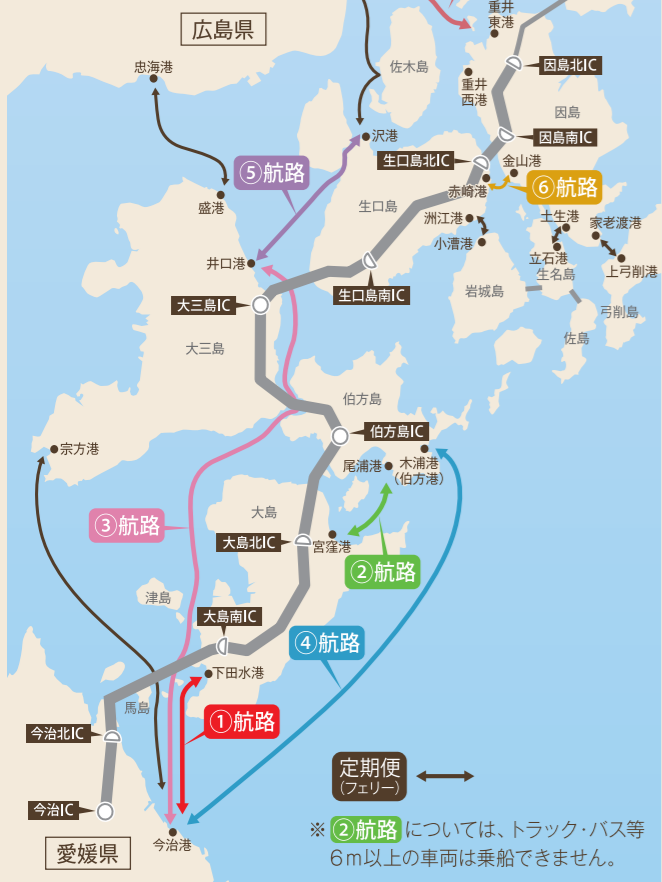 重井
東港
広島県
忠海港
佐木島
因島北IC
重井
西港
因島
沢港
因島南IC
生口島北IC
金山港
⑤航路
赤崎港
⑥航路
盛港
生口島
洲江港
土生港
家老渡港
小漕港
井口港
立石港
上弓削港
生名島
生口島南IC
岩城島
大三島IC
弓削島
佐島
大三島
伯方島
伯方島IC
宗方港
尾浦港
木浦港
（伯方港）
大島
③航路
大島北IC
宮窪港
②航路
津島
大島南IC
④航路
下田水港
馬島
①航路
今治北IC
定期便
（フェリー）
今治IC
※②航路については、トラック・バス等
6m以上の車両は乗船できません。
今治港
愛媛県